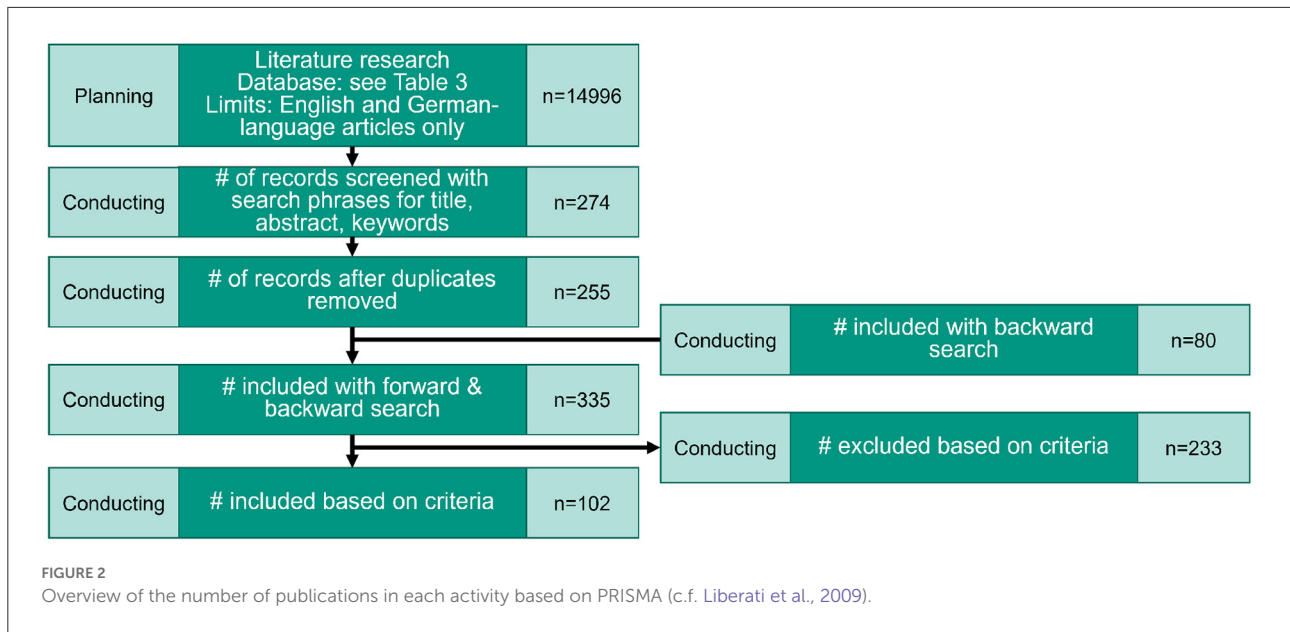 Planning
Literature research
Database: see Table 3
Limits: English and German-
language articles only
n=14996
Conducting
# of records screened with
search phrases for title,
abstract, keywords
n=274
Conducting
# of records after duplicates
removed
n=255
Conducting
# included with backward
search
n=80
Conducting
# included with forward &
backward search
n=335
Conducting
# excluded based on criteria
n=233
Conducting
# included based on criteria
n=102
FIGURE 2
Overview of the number of publications in each activity based on PRISMA (c.f. Liberati et al., 2009).